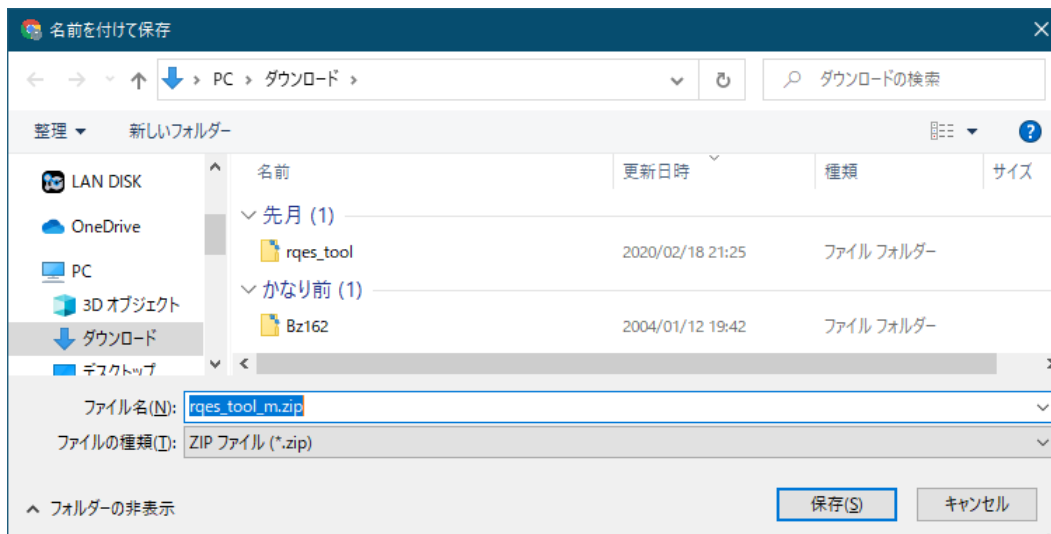 名前を付けて保存
PC › ダウンロード ›
ダウンロードの検索
整理
新しいフォルダー
LAN DISK
OneDrive
PC
3D オブジェクト
ダウンロード
デスクトップ
名前 更新日時 種類 サイズ
先月 (1)
rqes_tool 2020/02/18 21:25 ファイル フォルダー
かなり前 (1)
Bz162 2004/01/12 19:42 ファイル フォルダー
ファイル名(N): rqes_tool_m.zip
ファイルの種類(T): ZIP ファイル (*.zip)
フォルダーの非表示
保存(S)
キャンセル